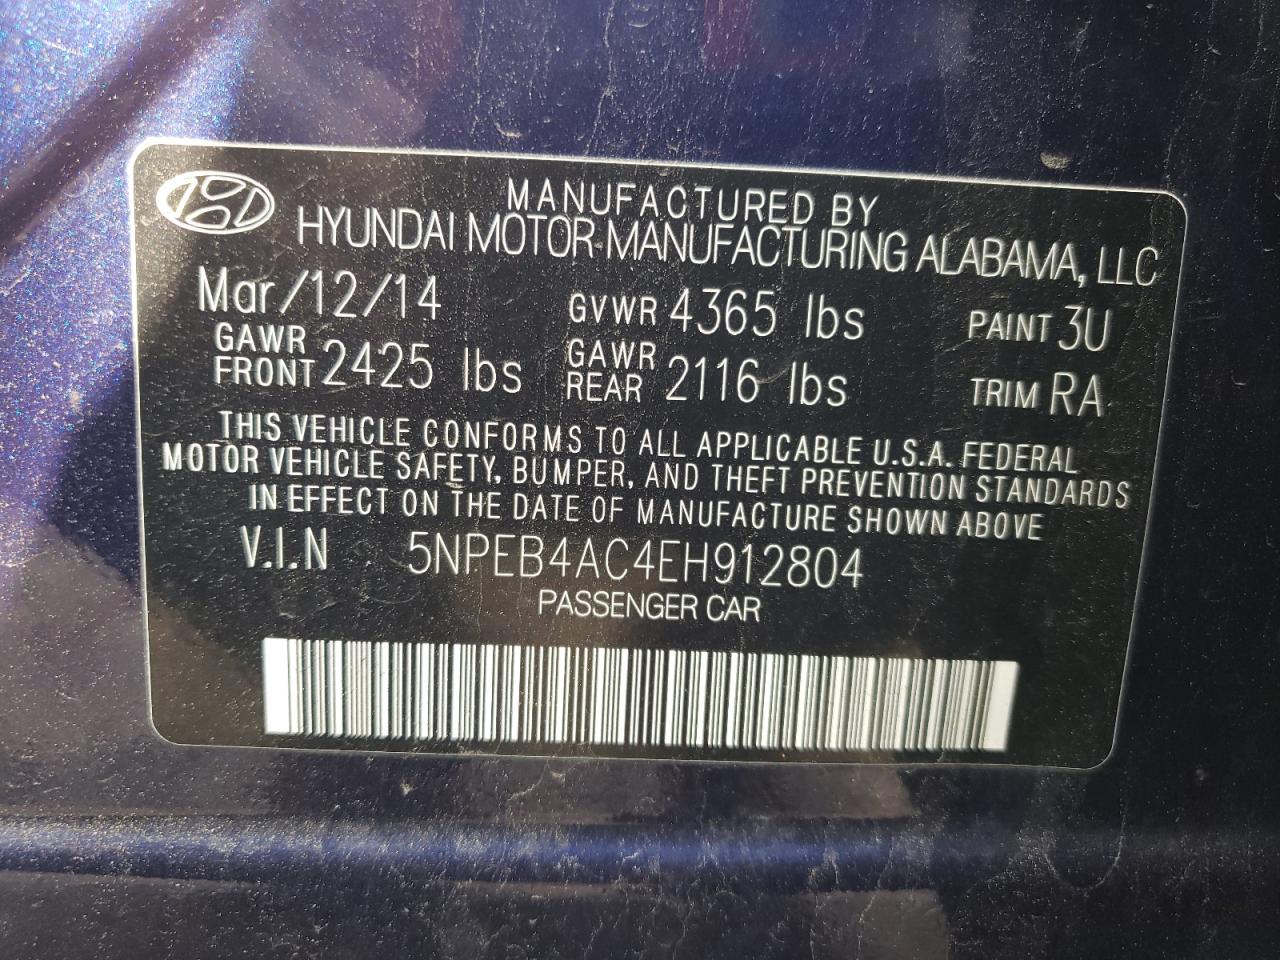 MANUFACTURED BY
HYUNDAI MOTOR MANUFACTURING ALABAMA, LLC
Mar/12/14 GVWR 4365 lbs PAINT 3U
GAWR FRONT 2425 lbs GAWR REAR 2116 lbs TRIM RA
THIS VEHICLE CONFORMS TO ALL APPLICABLE U.S.A. FEDERAL
MOTOR VEHICLE SAFETY, BUMPER, AND THEFT PREVENTION STANDARDS
IN EFFECT ON THE DATE OF MANUFACTURE SHOWN ABOVE
V.I.N 5NPEB4AC4EH912804
PASSENGER CAR